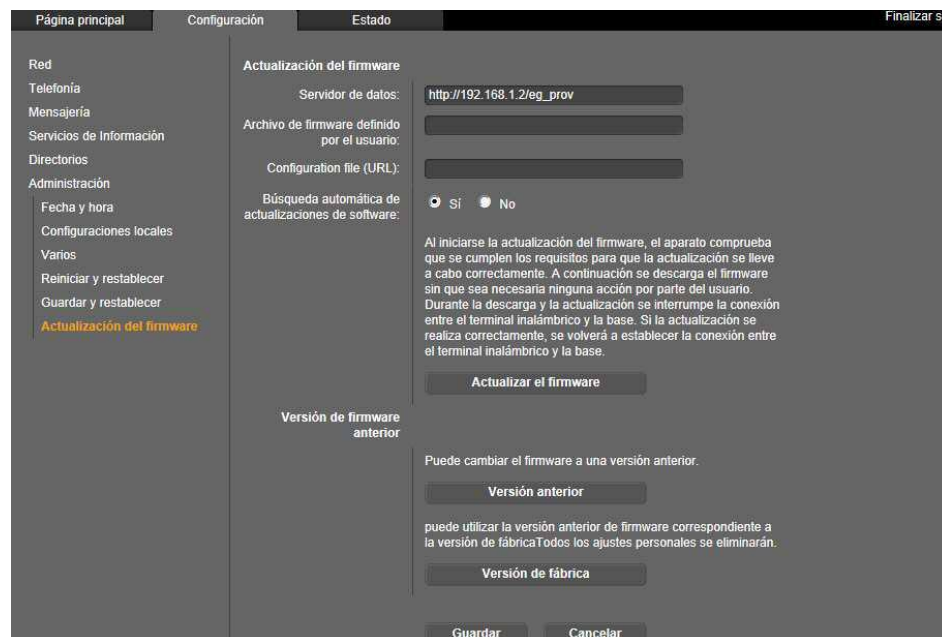 Página principal
Configuración
Estado
Finalizar s
Red
Telefonía
Mensajería
Servicios de Información
Directorios
Administración
Fecha y hora
Configuraciones locales
Varios
Reiniciar y restablecer
Guardar y restablecer
Actualización del firmware
Actualización del firmware
Servidor de datos:
http://192.168.1.2/eg_prov
Archivo de firmware definido
por el usuario:
Configuration file (URL):
Búsqueda automática de
actualizaciones de software:
Sí
No
Al iniciarse la actualización del firmware, el aparato comprueba
que se cumplen los requisitos para que la actualización se lleve
a cabo correctamente. A continuación se descarga el firmware
sin que sea necesaria ninguna acción por parte del usuario.
Durante la descarga y la actualización se interrumpe la conexión
entre el terminal inalámbrico y la base. Si la actualización se
realiza correctamente, se volverá a establecer la conexión entre
el terminal inalámbrico y la base.
Actualizar el firmware
Versión de firmware
anterior
Puede cambiar el firmware a una versión anterior.
Versión anterior
puede utilizar la versión anterior de firmware correspondiente a
la versión de fábricaTodos los ajustes personales se eliminarán.
Versión de fábrica
Guardar
Cancelar